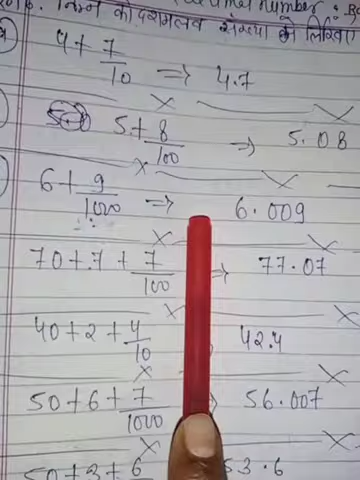 निम्न को दशमलव संख्या में लिखिए
4 + 7/10 ⇒ 4.7
5 + 8/100 ⇒ 5.08
6 + 9/1000 ⇒ 6.009
70 + 7 + 7/100 ⇒ 77.07
40 + 2 + 4/10 42.4
50 + 6 + 7/1000 56.007
50 + 3 + 6 53.6